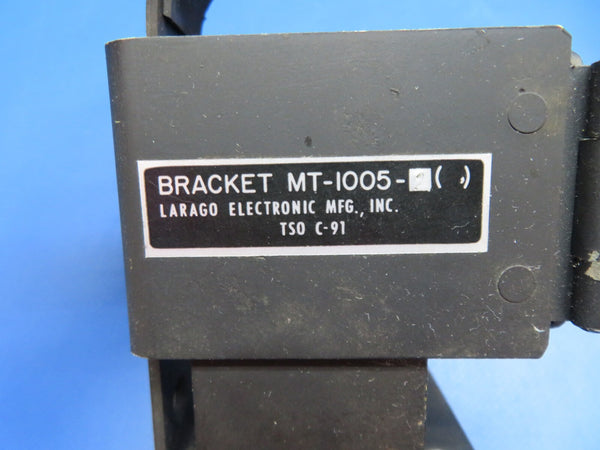 BRACKET MT-1005- ( )
LARAGO ELECTRONIC MFG., INC.
TSO C-91